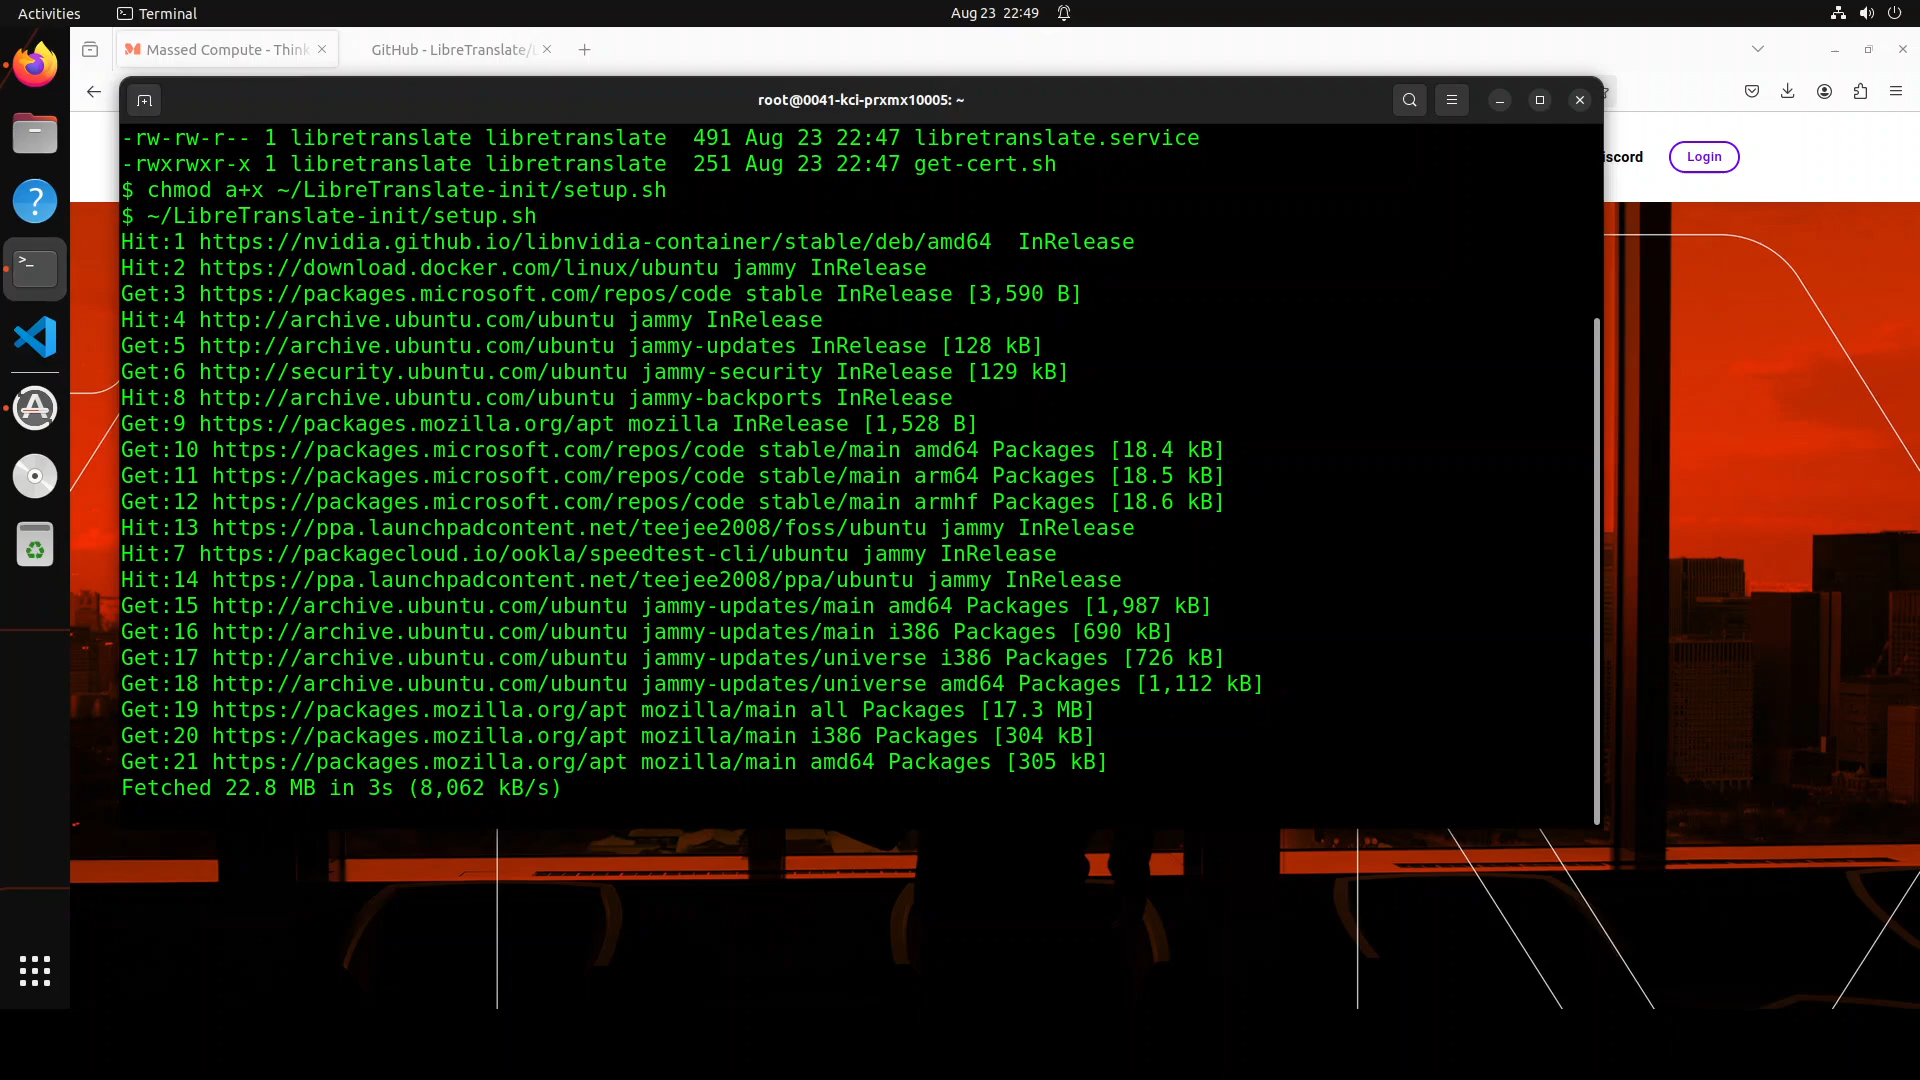 Activities
Terminal
Aug 23 22:49
Massed Compute - Think
GitHub - LibreTranslate/
root@0041-kci-prxmx10005: ~
-rw-rw-r-- 1 libretranslate libretranslate  491 Aug 23 22:47 libretranslate.service
-rwxrwxr-x 1 libretranslate libretranslate  251 Aug 23 22:47 get-cert.sh
$ chmod a+x ~/LibreTranslate-init/setup.sh
$ ~/LibreTranslate-init/setup.sh
Hit:1 https://nvidia.github.io/libnvidia-container/stable/deb/amd64  InRelease
Hit:2 https://download.docker.com/linux/ubuntu jammy InRelease
Get:3 https://packages.microsoft.com/repos/code stable InRelease [3,590 B]
Hit:4 http://archive.ubuntu.com/ubuntu jammy InRelease
Get:5 http://archive.ubuntu.com/ubuntu jammy-updates InRelease [128 kB]
Get:6 http://security.ubuntu.com/ubuntu jammy-security InRelease [129 kB]
Hit:8 http://archive.ubuntu.com/ubuntu jammy-backports InRelease
Get:9 https://packages.mozilla.org/apt mozilla InRelease [1,528 B]
Get:10 https://packages.microsoft.com/repos/code stable/main amd64 Packages [18.4 kB]
Get:11 https://packages.microsoft.com/repos/code stable/main arm64 Packages [18.5 kB]
Get:12 https://packages.microsoft.com/repos/code stable/main armhf Packages [18.6 kB]
Hit:13 https://ppa.launchpadcontent.net/teejee2008/foss/ubuntu jammy InRelease
Hit:7 https://packagecloud.io/ookla/speedtest-cli/ubuntu jammy InRelease
Hit:14 https://ppa.launchpadcontent.net/teejee2008/ppa/ubuntu jammy InRelease
Get:15 http://archive.ubuntu.com/ubuntu jammy-updates/main amd64 Packages [1,987 kB]
Get:16 http://archive.ubuntu.com/ubuntu jammy-updates/main i386 Packages [690 kB]
Get:17 http://archive.ubuntu.com/ubuntu jammy-updates/universe i386 Packages [726 kB]
Get:18 http://archive.ubuntu.com/ubuntu jammy-updates/universe amd64 Packages [1,112 kB]
Get:19 https://packages.mozilla.org/apt mozilla/main all Packages [17.3 MB]
Get:20 https://packages.mozilla.org/apt mozilla/main i386 Packages [304 kB]
Get:21 https://packages.mozilla.org/apt mozilla/main amd64 Packages [305 kB]
Fetched 22.8 MB in 3s (8,062 kB/s)
iscord
Login